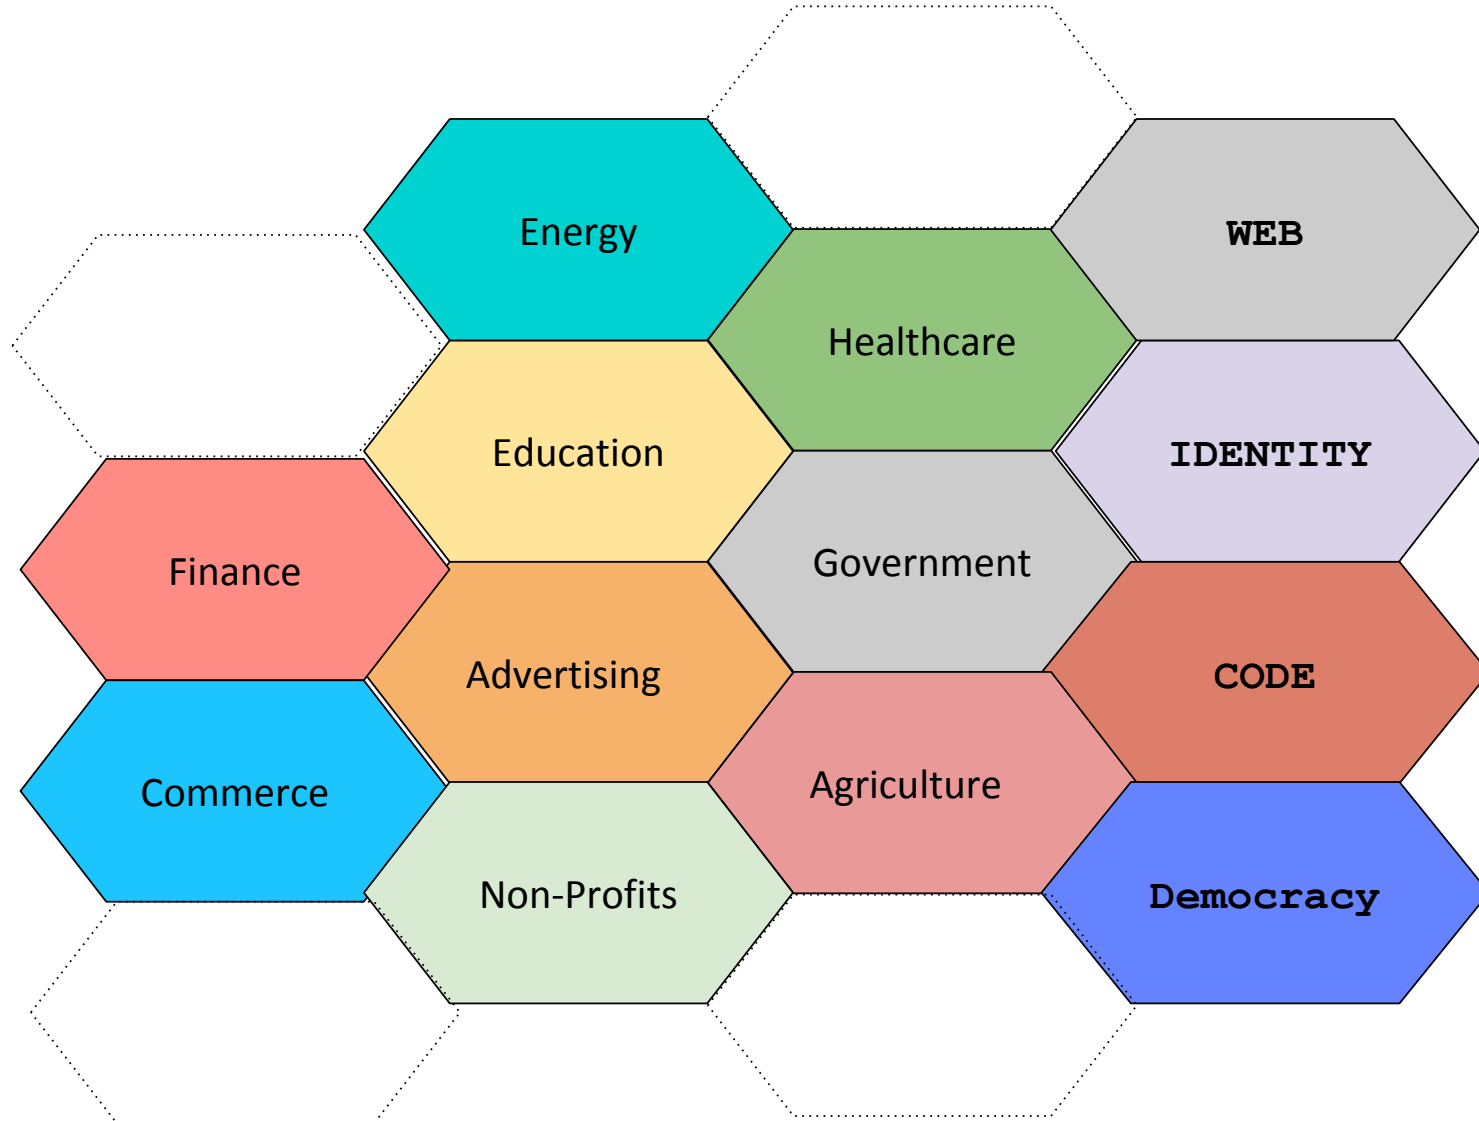 Energy
WEB
Healthcare
Education
IDENTITY
Finance
Government
Advertising
CODE
Commerce
Agriculture
Non-Profits
Democracy